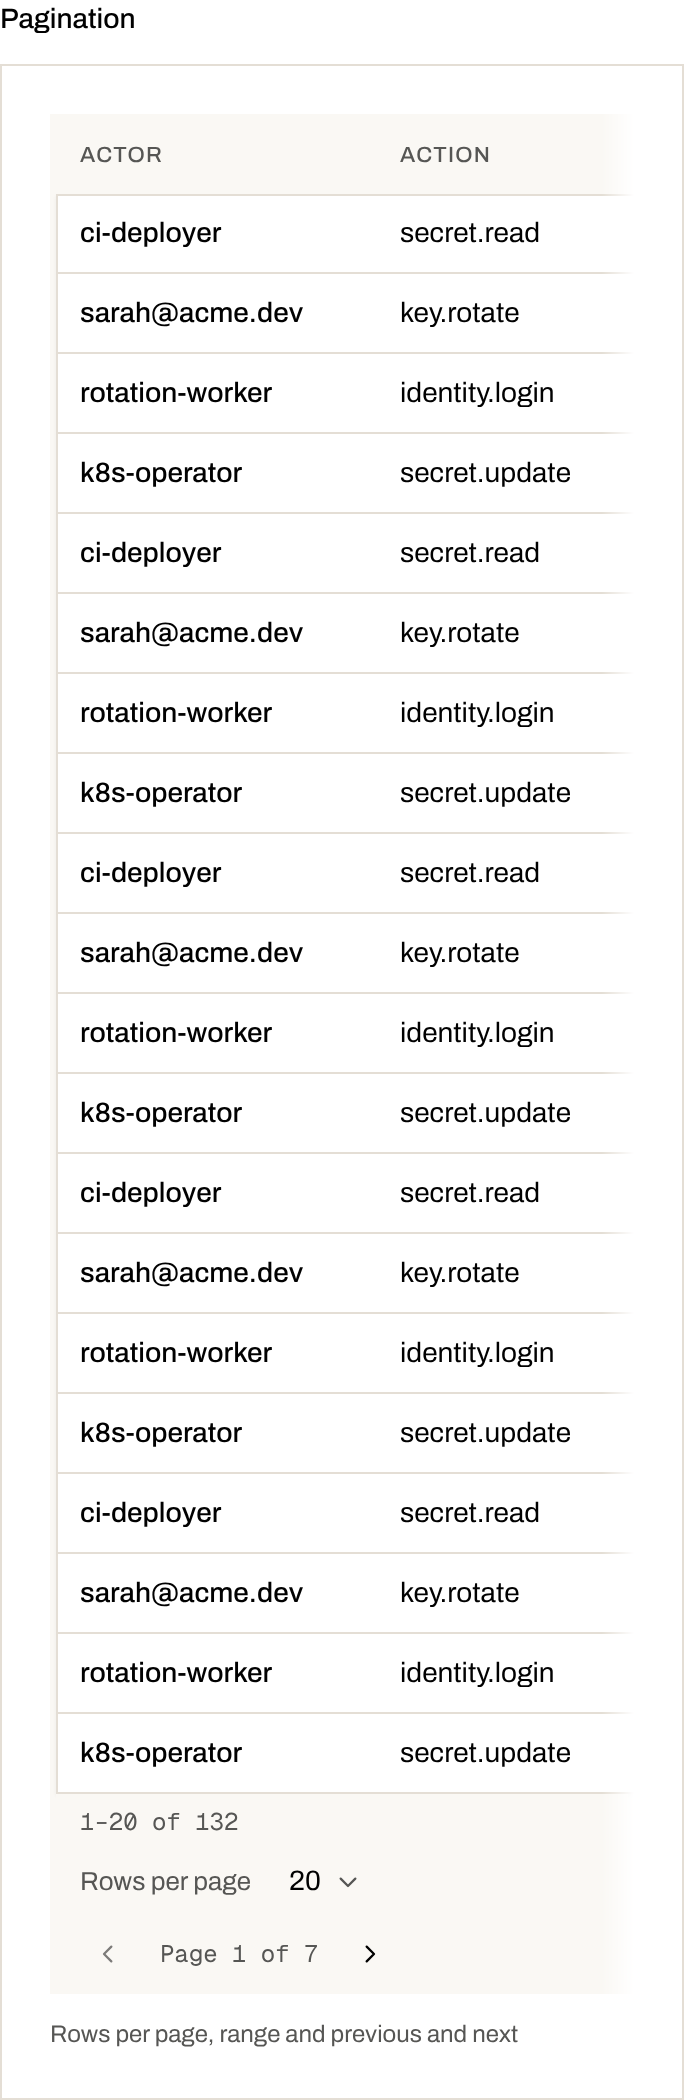 Pagination
ACTOR ACTION
ci-deployer secret.read
sarah@acme.dev key.rotate
rotation-worker identity.login
k8s-operator secret.update
ci-deployer secret.read
sarah@acme.dev key.rotate
rotation-worker identity.login
k8s-operator secret.update
ci-deployer secret.read
sarah@acme.dev key.rotate
rotation-worker identity.login
k8s-operator secret.update
ci-deployer secret.read
sarah@acme.dev key.rotate
rotation-worker identity.login
k8s-operator secret.update
ci-deployer secret.read
sarah@acme.dev key.rotate
rotation-worker identity.login
k8s-operator secret.update
1–20 of 132
Rows per page 20
Page 1 of 7
Rows per page, range and previous and next